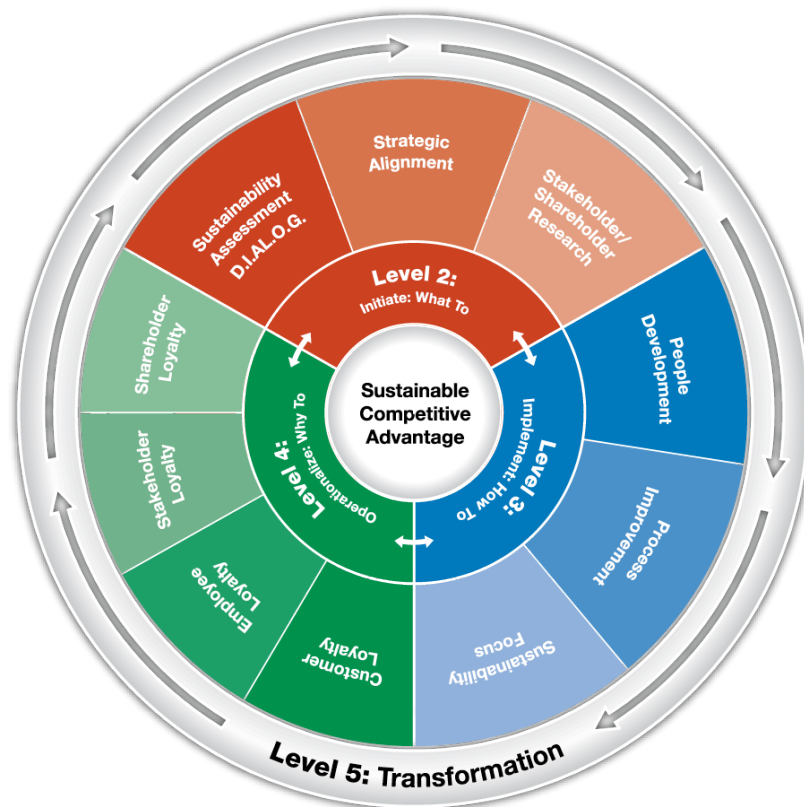 Sustainable
Competitive
Advantage
Level 2:
Initiate: What To
Sustainability
Assessment
D.I.AL.O.G.
Strategic
Alignment
Stakeholder/
Shareholder
Research
Level 3:
Implement: How To
People
Development
Process
Improvement
Sustainability
Focus
Level 4:
Operationalize: Why To
Customer
Loyalty
Employee
Loyalty
Stakeholder
Loyalty
Shareholder
Loyalty
Level 5: Transformation